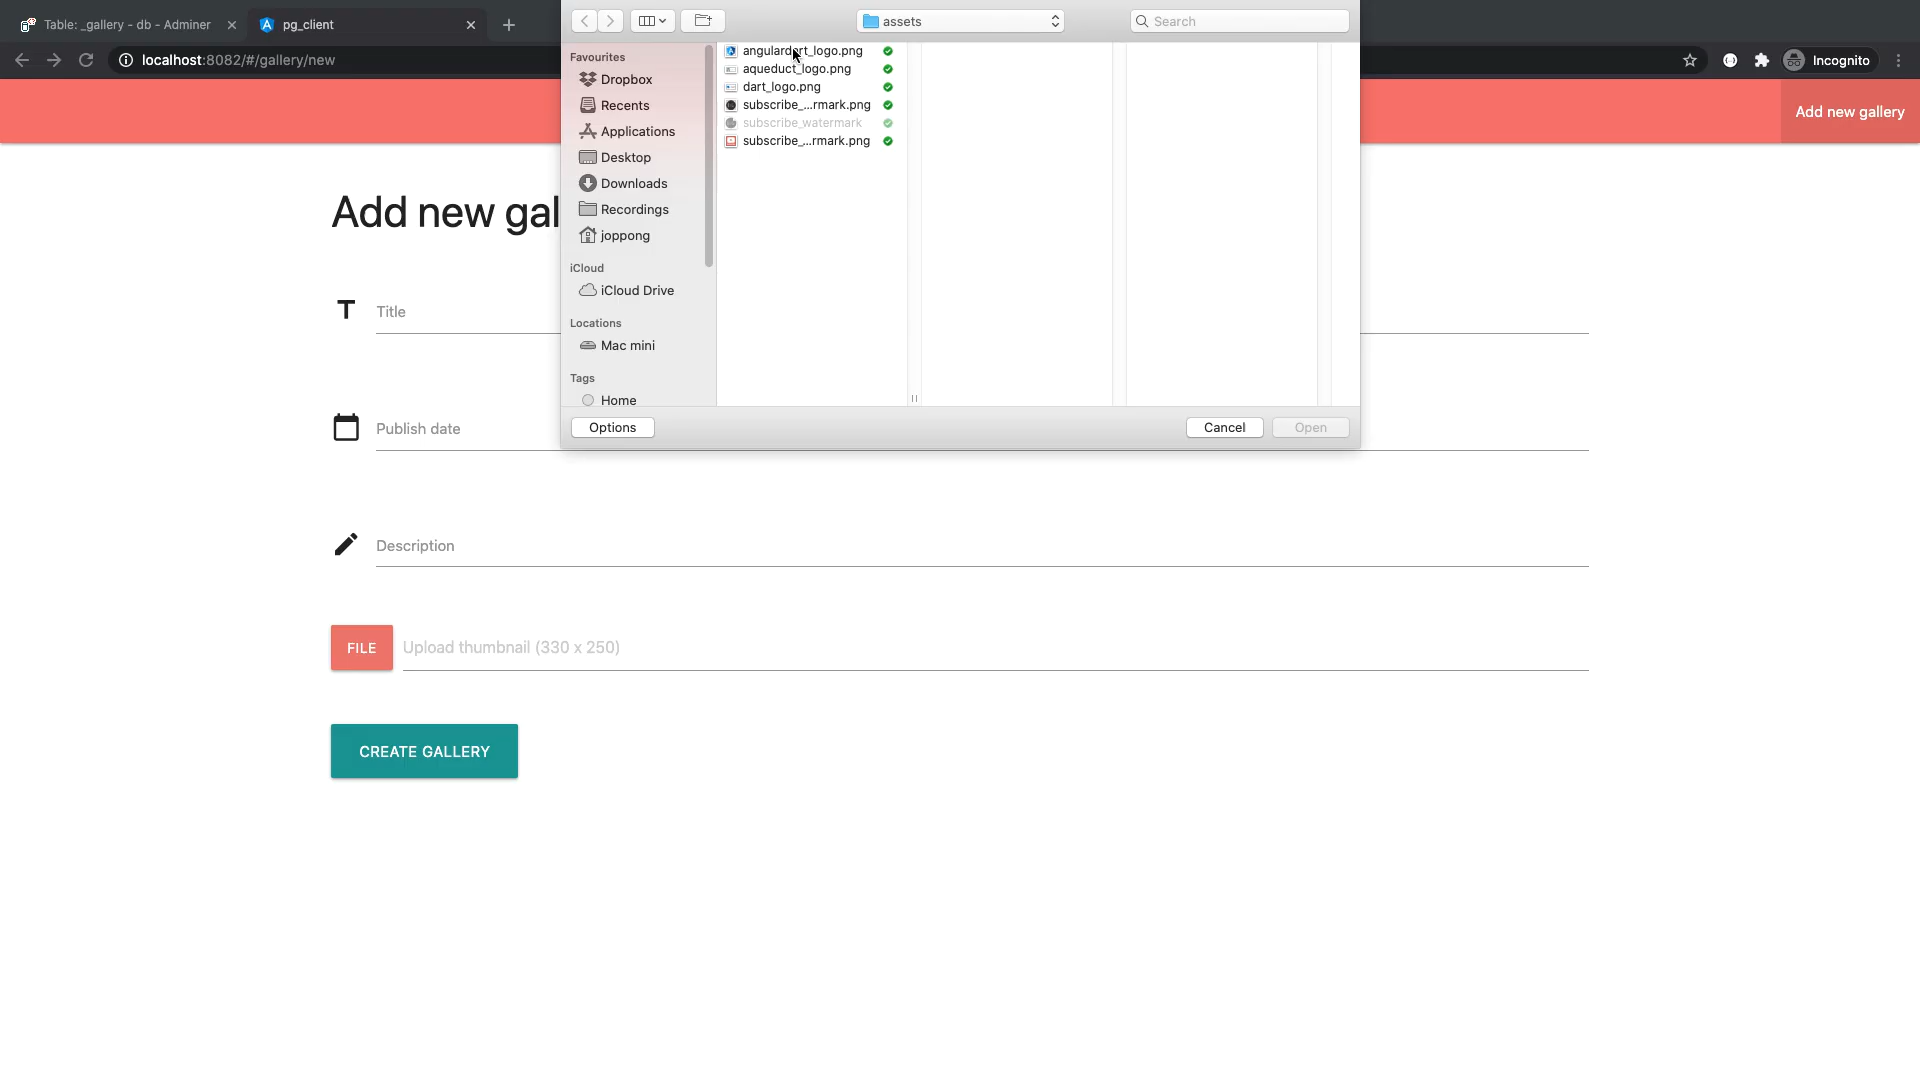 Table: _gallery - db - Adminer
pg_client
assets
Search
localhost:8082/#/gallery/new
Incognito
Favourites
Dropbox
Recents
Applications
Desktop
Downloads
Recordings
joppong
iCloud
iCloud Drive
Locations
Mac mini
Tags
Home
angulardart_logo.png
aqueduct_logo.png
dart_logo.png
subscribe_...rmark.png
subscribe_watermark
subscribe_...rmark.png
Options
Cancel
Open
Add new gallery
Add new gal
Title
Publish date
Description
FILE
Upload thumbnail (330 x 250)
CREATE GALLERY